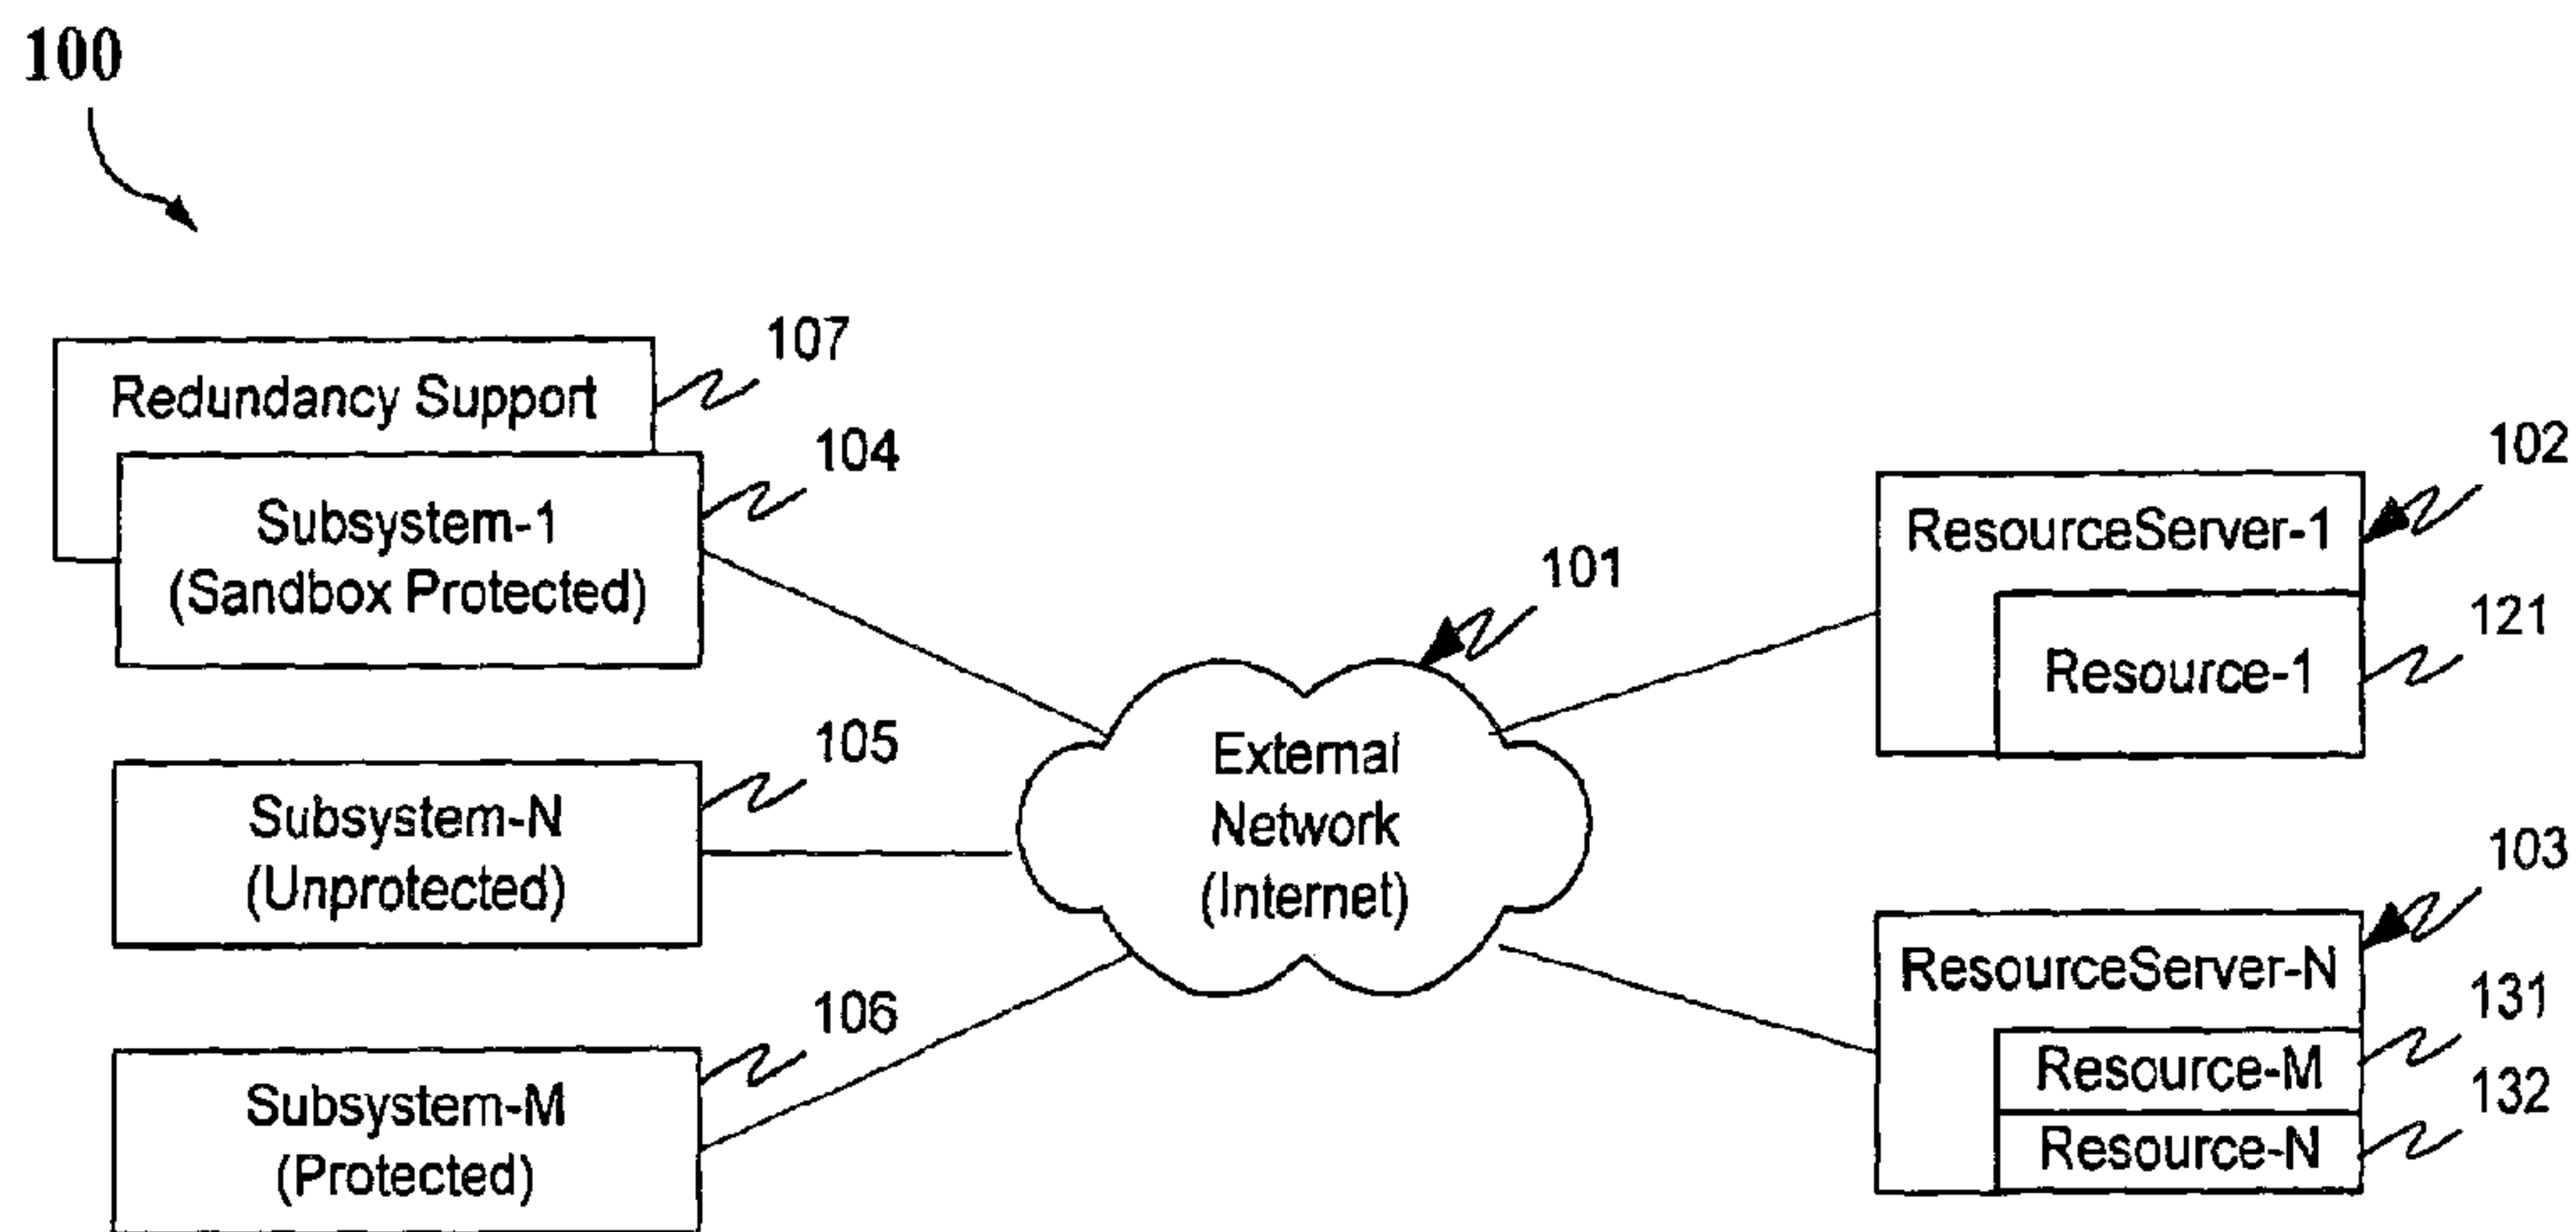 100
Redundancy Support
107
104
Subsystem-1
(Sandbox Protected)
105
Subsystem-N
(Unprotected)
106
Subsystem-M
(Protected)
101
External
Network
(Internet)
102
ResourceServer-1
121
Resource-1
103
ResourceServer-N
131
Resource-M
132
Resource-N